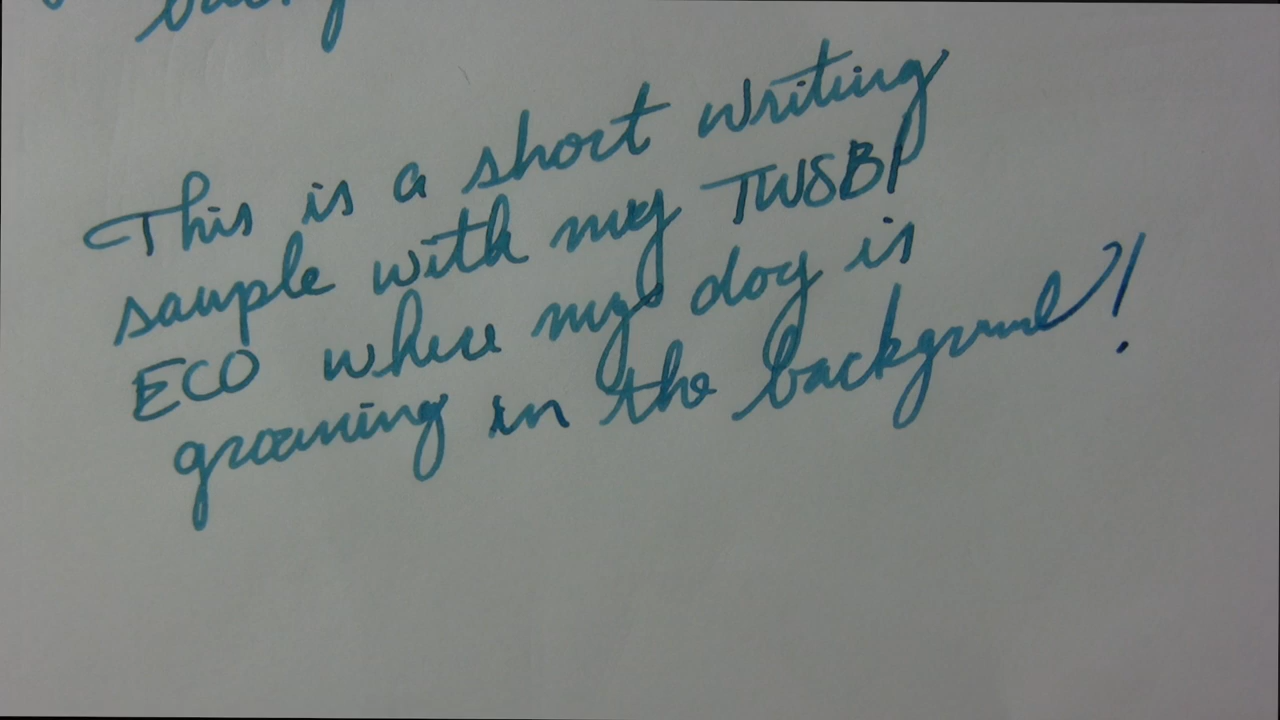 This is a short writing
sample with my TWSBI
ECO where my dog is
groaning in the background!